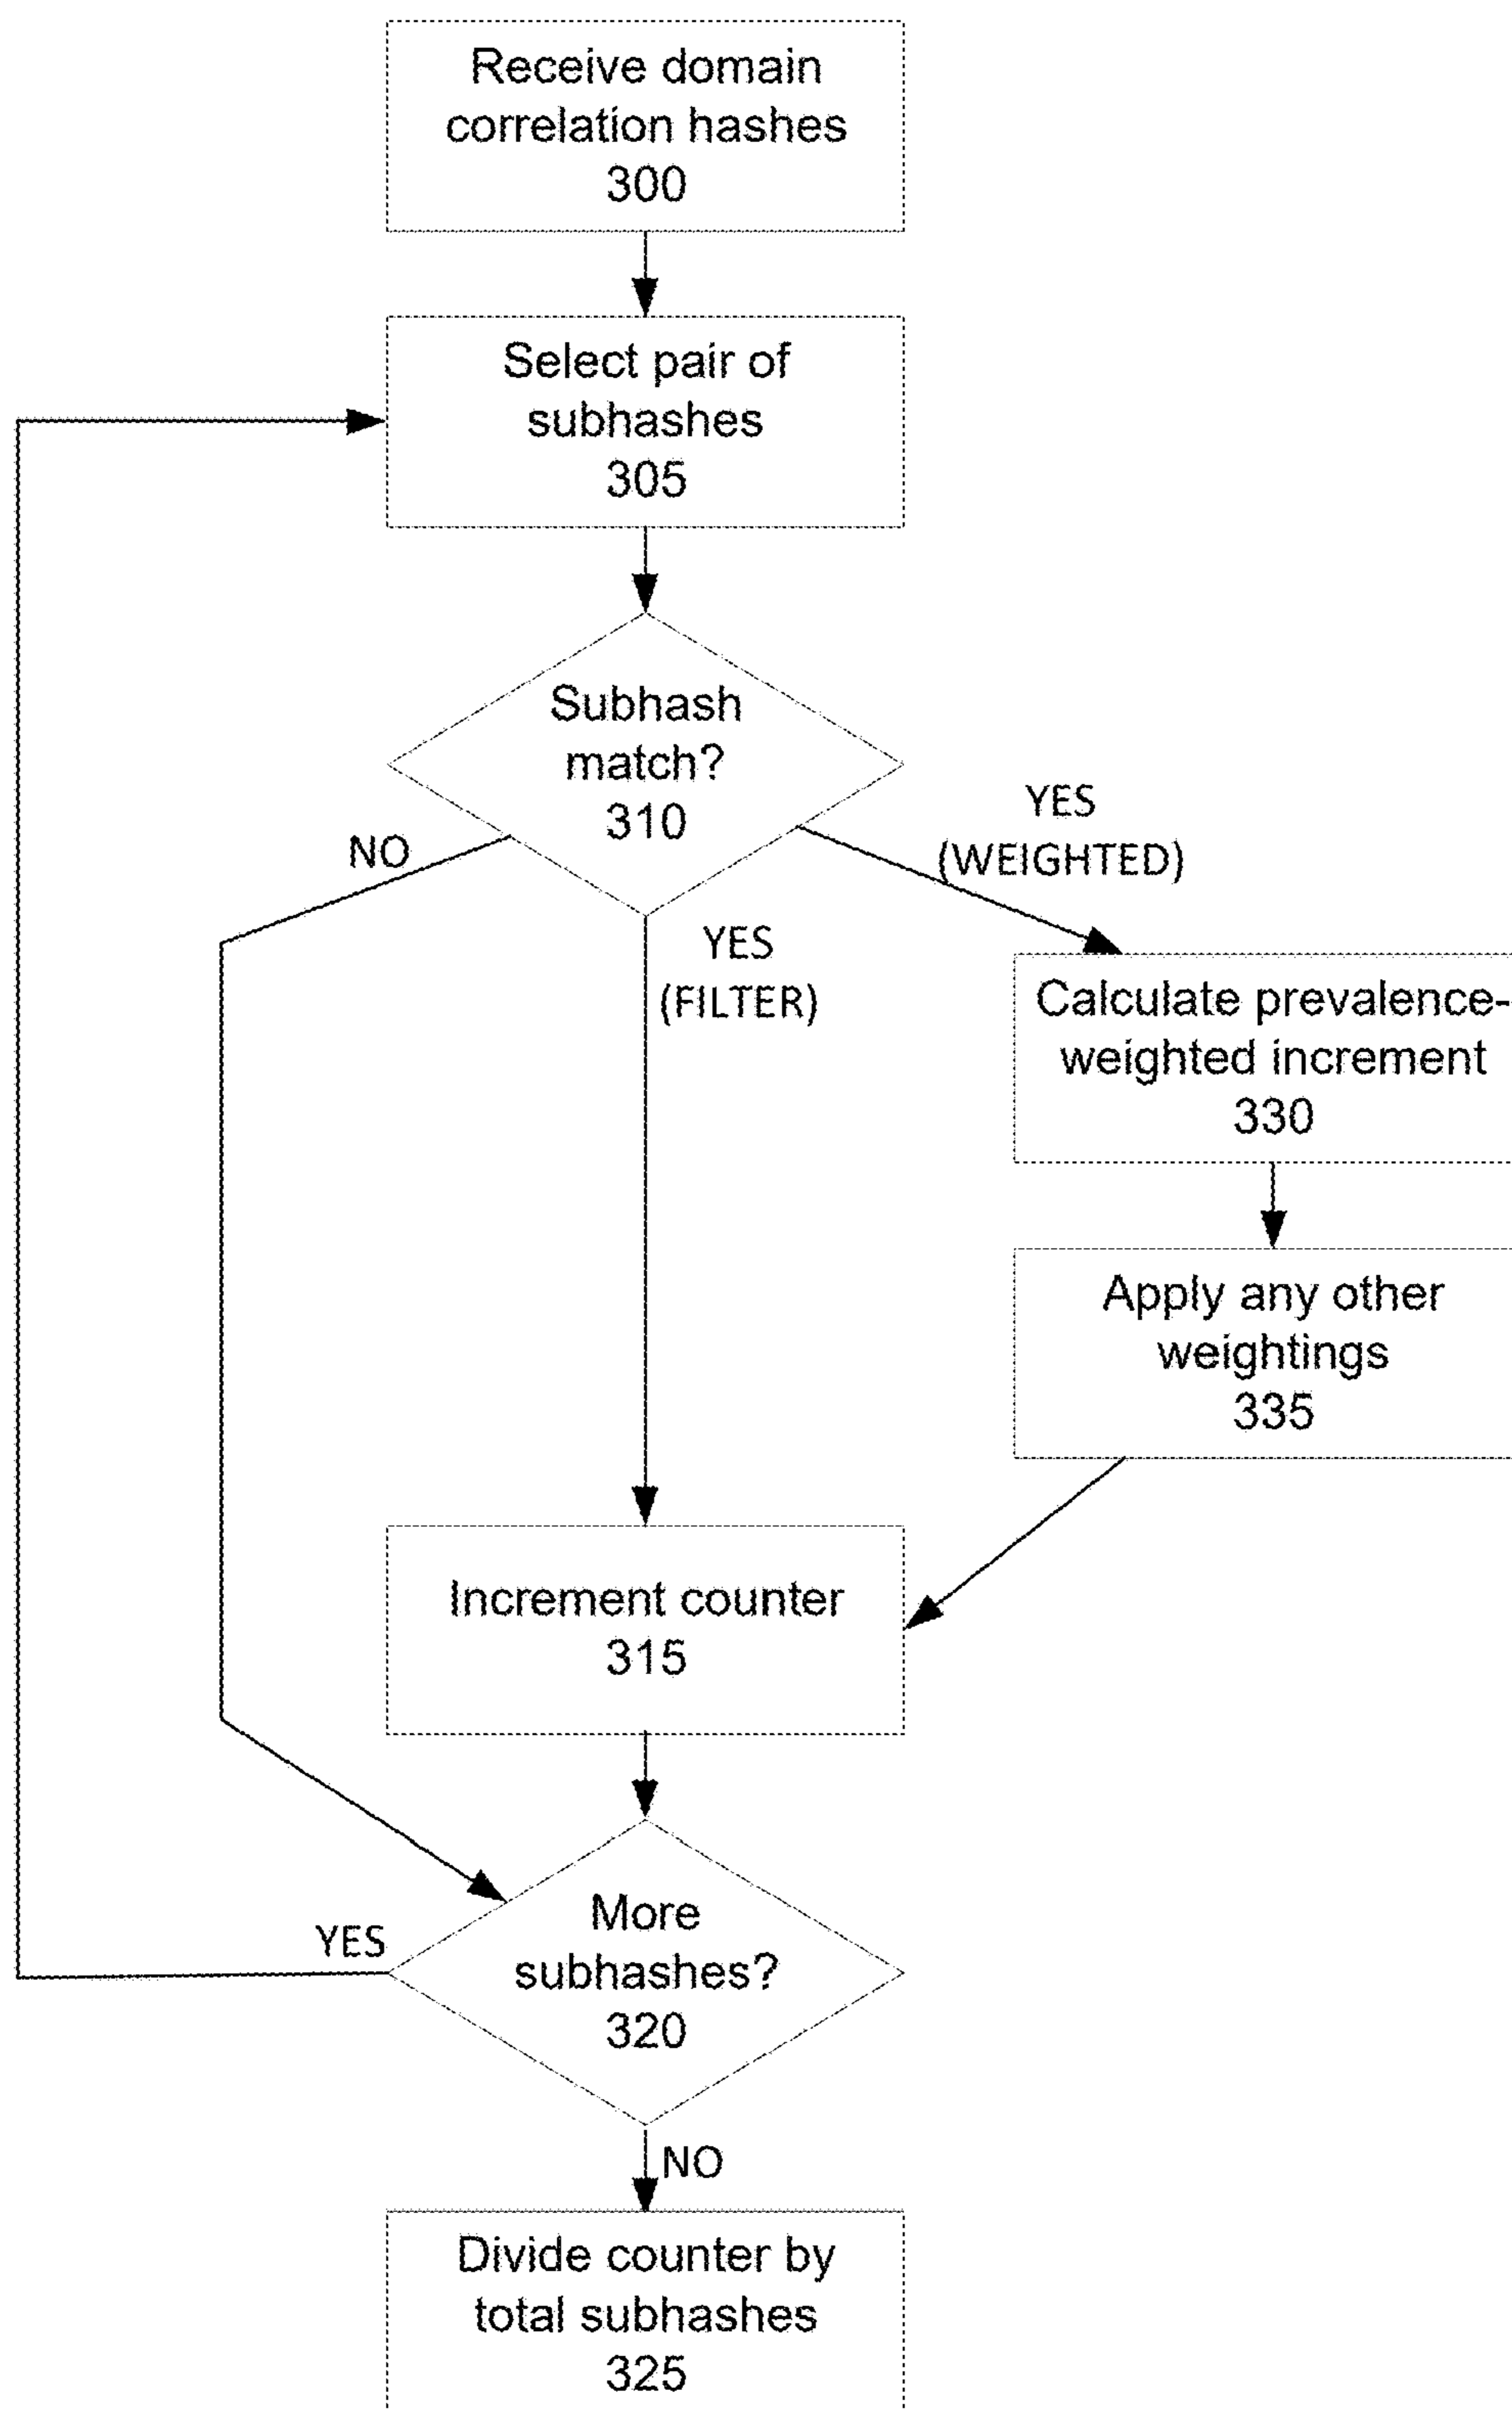 Receive domain
correlation hashes
300
Select pair of
subhashes
305
Subhash
match?
310
NO
YES
(WEIGHTED)
YES
(FILTER)
Calculate prevalence-
weighted increment
330
Apply any other
weightings
335
Increment counter
315
More
subhashes?
320
YES
NO
Divide counter by
total subhashes
325